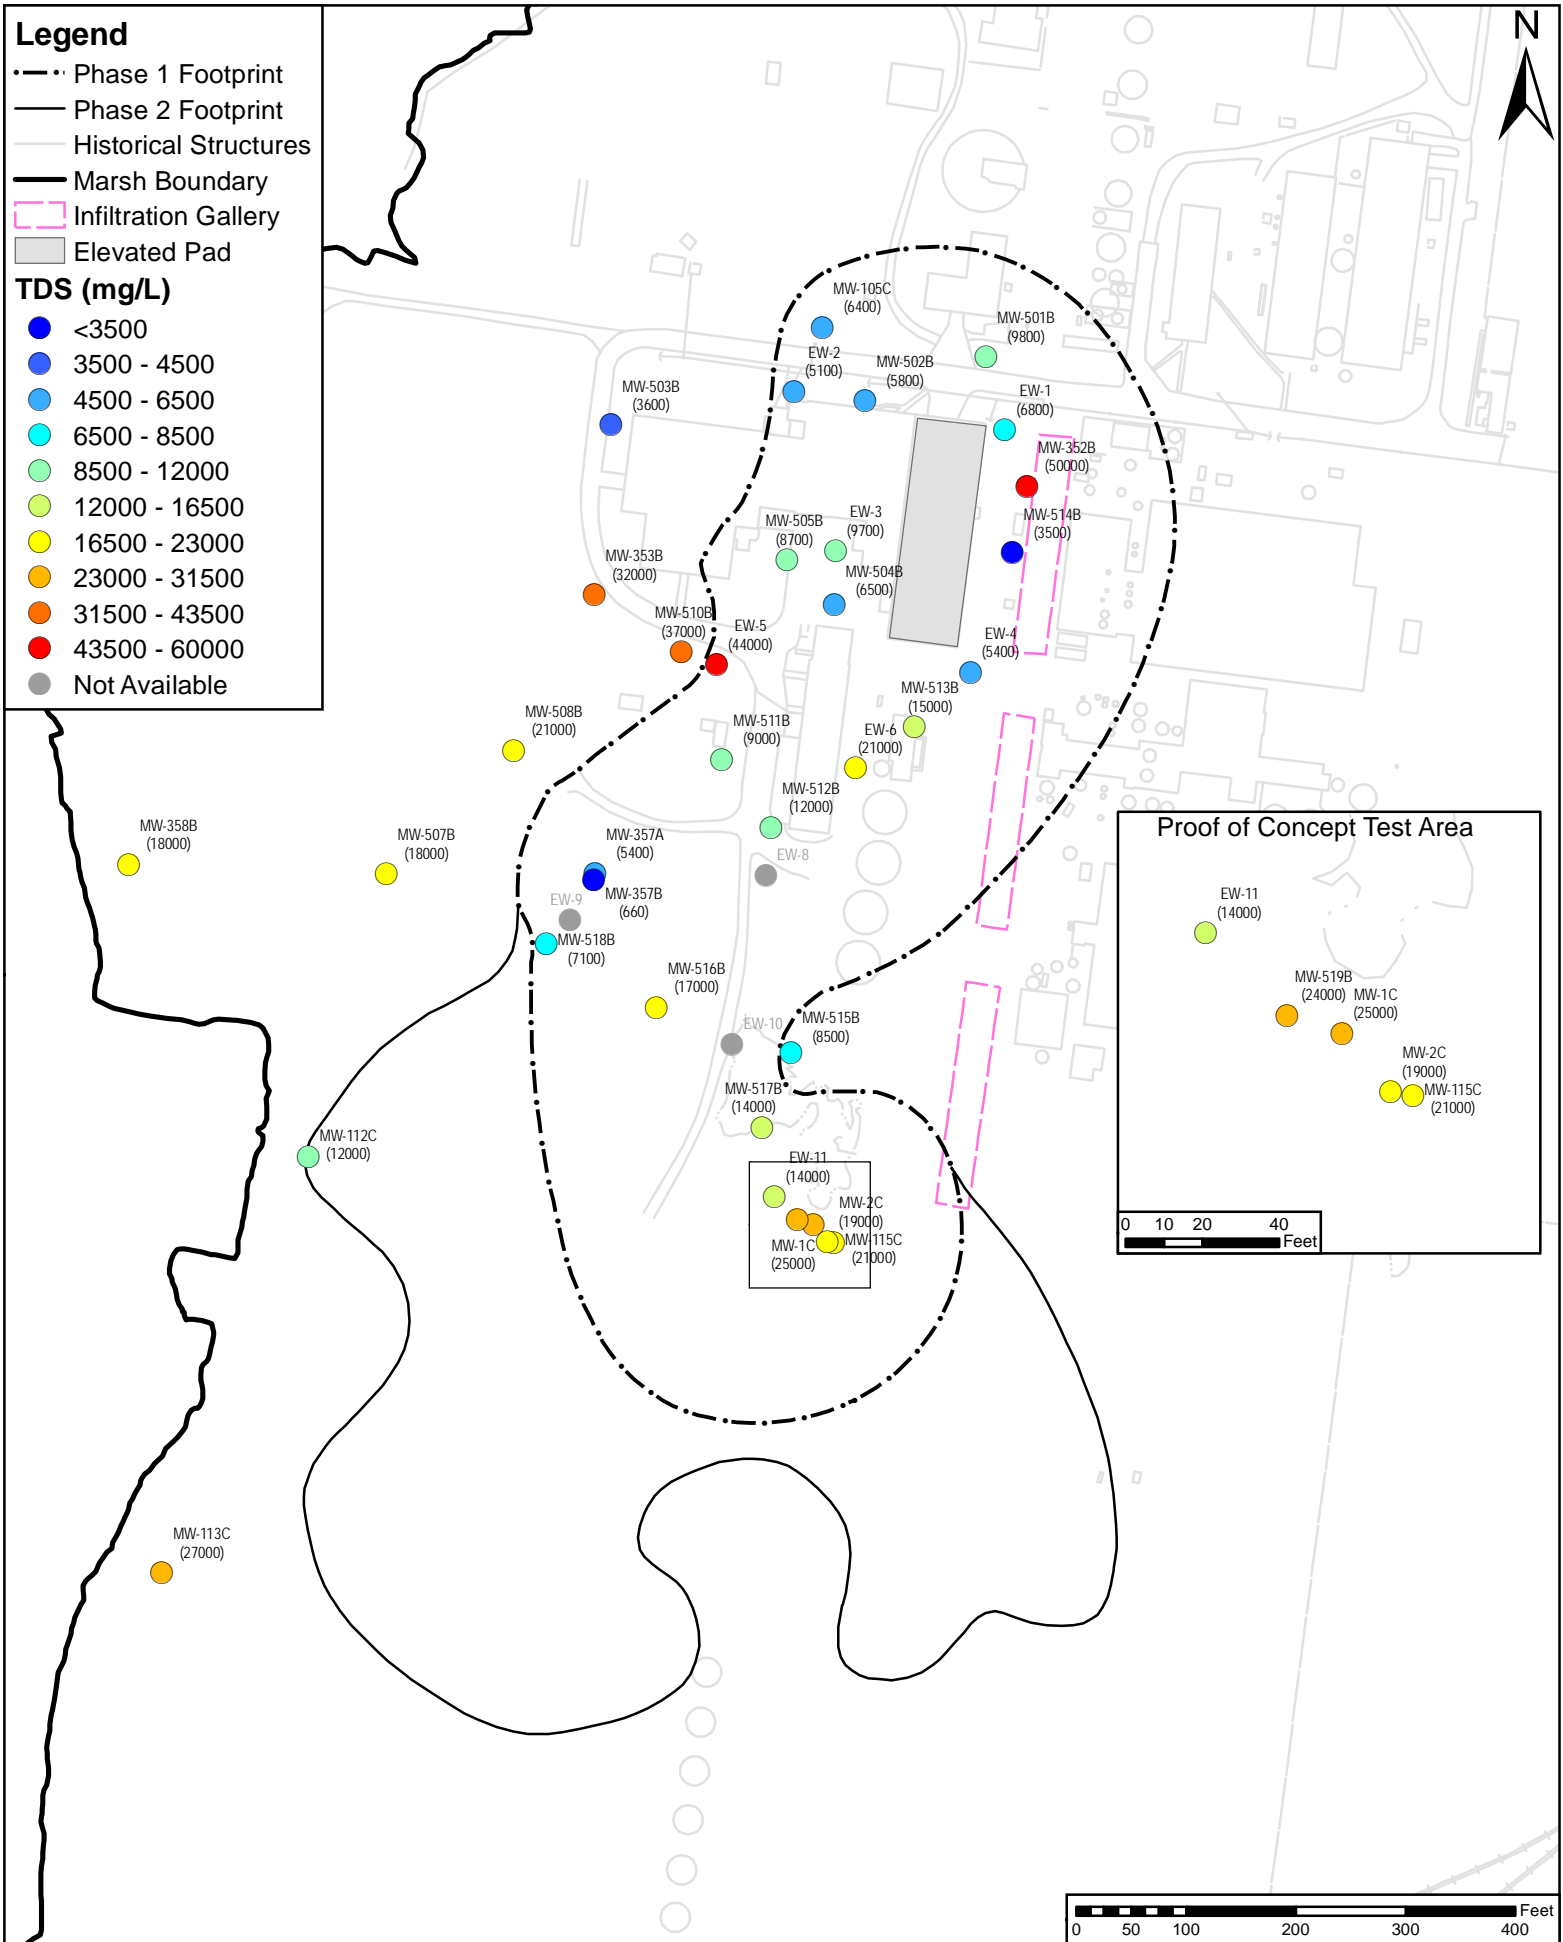 Legend
Phase 1 Footprint
Phase 2 Footprint
Historical Structures
Marsh Boundary
Infiltration Gallery
Elevated Pad
TDS (mg/L)
<3500
3500 - 4500
4500 - 6500
6500 - 8500
8500 - 12000
12000 - 16500
16500 - 23000
23000 - 31500
31500 - 43500
43500 - 60000
Not Available
N
MW-105C
(6400)
MW-501B
(9800)
EW-2
(5100)
MW-502B
(5800)
MW-503B
(3600)
EW-1
(6800)
MW-352B
(50000)
MW-514B
(3500)
EW-3
(9700)
MW-505B
(8700)
MW-504B
(6500)
MW-353B
(32000)
MW-510B
(37000)
EW-5
(44000)
EW-4
(5400)
MW-513B
(15000)
MW-508B
(21000)
MW-511B
(9000)
EW-6
(21000)
MW-512B
(12000)
MW-358B
(18000)
MW-507B
(18000)
MW-357A
(5400)
EW-8
MW-357B
(660)
EW-9
MW-518B
(7100)
MW-516B
(17000)
EW-10
MW-515B
(8500)
MW-517B
(14000)
MW-112C
(12000)
EW-11
(14000)
MW-2C
(19000)
MW-1C
(25000)
MW-115C
(21000)
MW-113C
(27000)
Proof of Concept Test Area
EW-11
(14000)
MW-519B
(24000)
MW-1C
(25000)
MW-2C
(19000)
MW-115C
(21000)
0 10 20 40
Feet
Feet
0 50 100 200 300 400